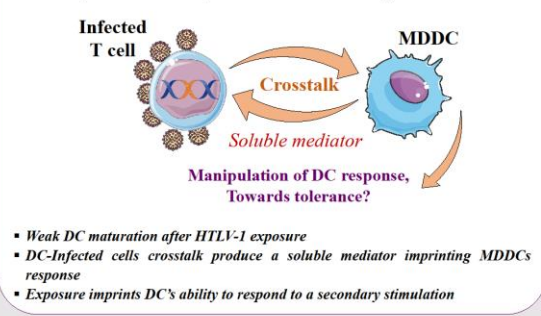 Infected
T cell
MDDC
Crosstalk
Soluble mediator
Manipulation of DC response,
Towards tolerance?
▪ Weak DC maturation after HTLV-1 exposure
▪ DC-Infected cells crosstalk produce a soluble mediator imprinting MDDCs
response
▪ Exposure imprints DC's ability to respond to a secondary stimulation